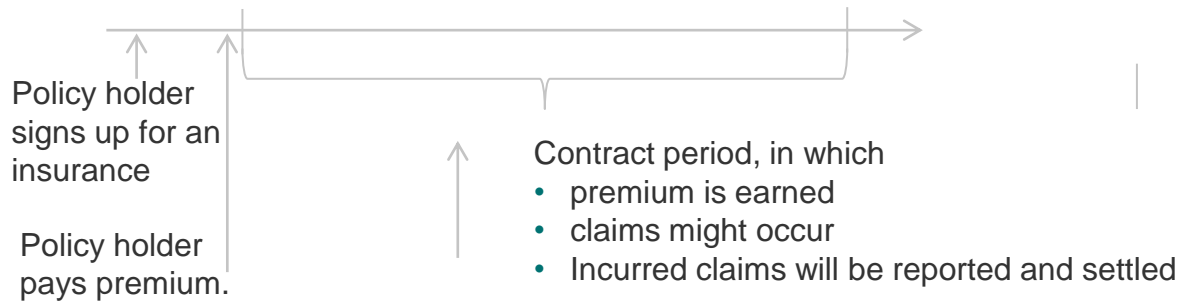 Policy holder
signs up for an
insurance
Policy holder
pays premium.
Contract period, in which
• premium is earned
• claims might occur
• Incurred claims will be reported and settled